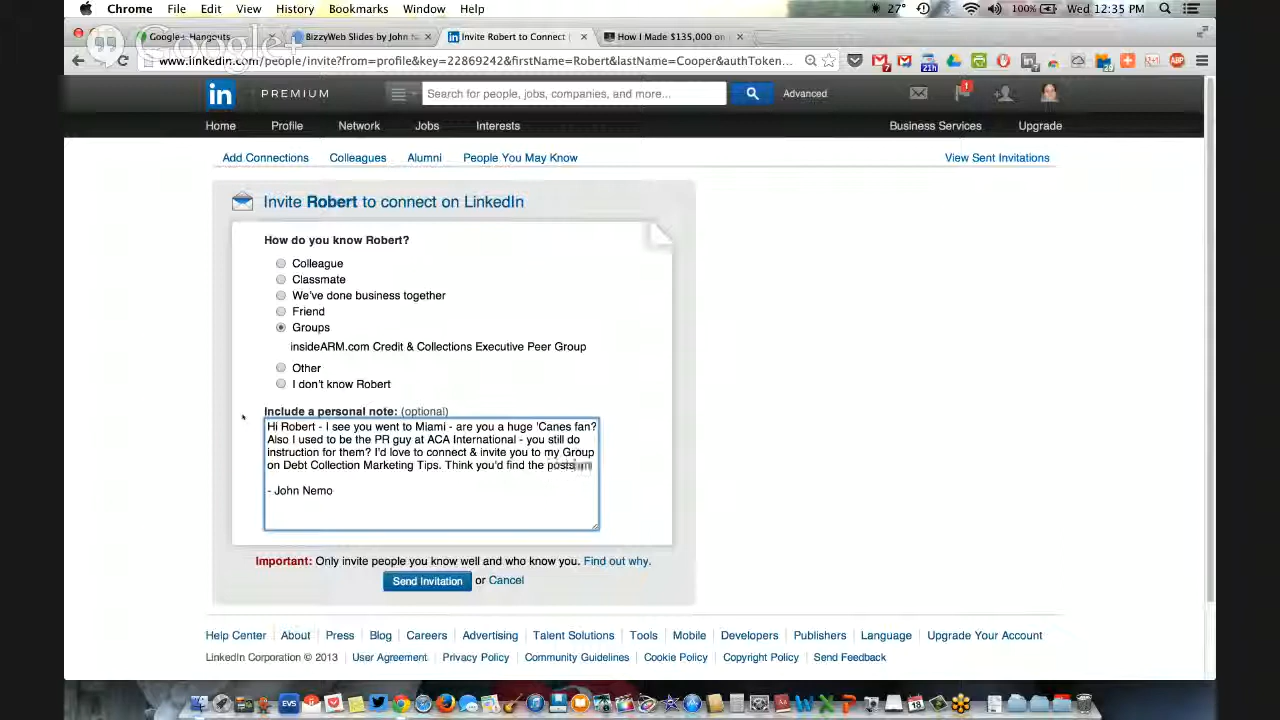 Chrome File Edit View History Bookmarks Window Help
27° 100% Wed 12:35 PM
Google+
Google+ Hangouts
BizzyWeb Slides by John N
Invite Robert to Connect
How I Made $135,000 on
www.linkedin.com/people/invite?from=profile&key=22869242&firstName=Robert&lastName=Cooper&authToken...
7 21h 7 29 ABP
in PREMIUM
Search for people, jobs, companies, and more...
Advanced
1
Home Profile Network Jobs Interests
Business Services Upgrade
Add Connections Colleagues Alumni People You May Know
View Sent Invitations
Invite Robert to connect on LinkedIn
How do you know Robert?
Colleague
Classmate
We've done business together
Friend
Groups
insideARM.com Credit & Collections Executive Peer Group
Other
I don't know Robert
Include a personal note: (optional)
Hi Robert - I see you went to Miami - are you a huge 'Canes fan?
Also I used to be the PR guy at ACA International - you still do
instruction for them? I'd love to connect & invite you to my Group
on Debt Collection Marketing Tips. Think you'd find the posts
- John Nemo
Important: Only invite people you know well and who know you. Find out why.
Send Invitation or Cancel
Help Center About Press Blog Careers Advertising Talent Solutions Tools Mobile Developers Publishers Language Upgrade Your Account
LinkedIn Corporation © 2013 User Agreement Privacy Policy Community Guidelines Cookie Policy Copyright Policy Send Feedback
EVS 18